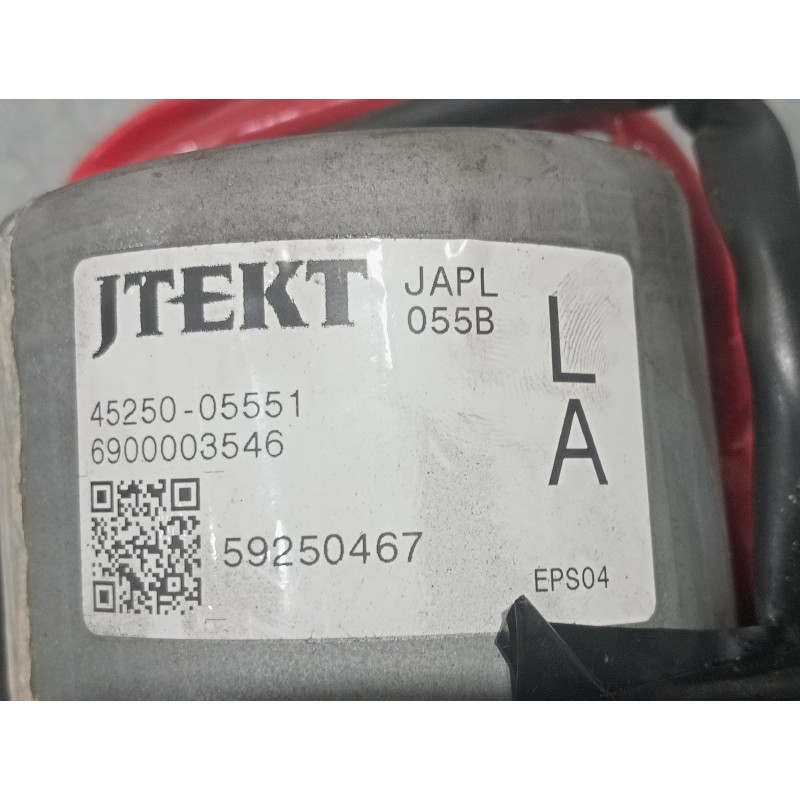 JTEKT
JAPL
055B
L
A
45250-05551
6900003546
59250467
EPS04